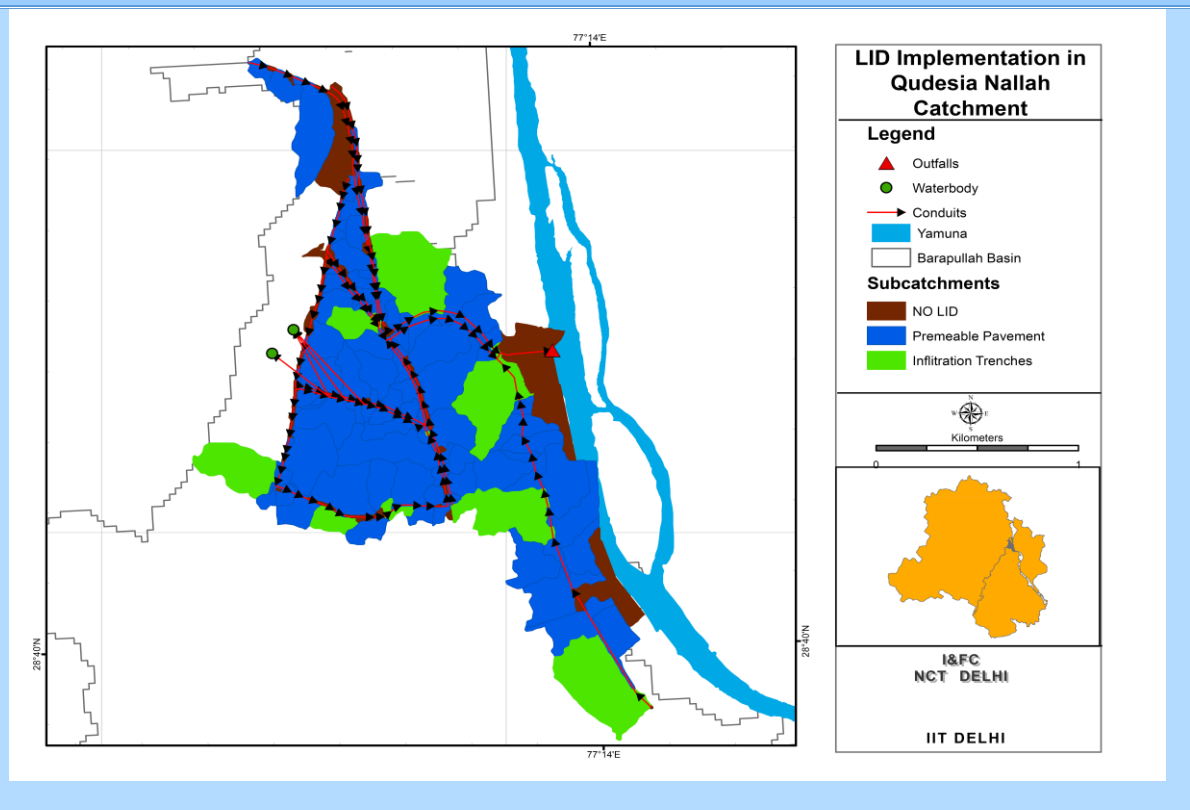 77°14'E
LID Implementation in
Qudesia Nallah
Catchment
Legend
Outfalls
Waterbody
Conduits
Yamuna
Barapullah Basin
Subcatchments
NO LID
Premeable Pavement
Inflitration Trenches
N
W E
S
Kilometers
0 1
28°40'N
28°40'N
I&FC
NCT DELHI
IIT DELHI
77°14'E